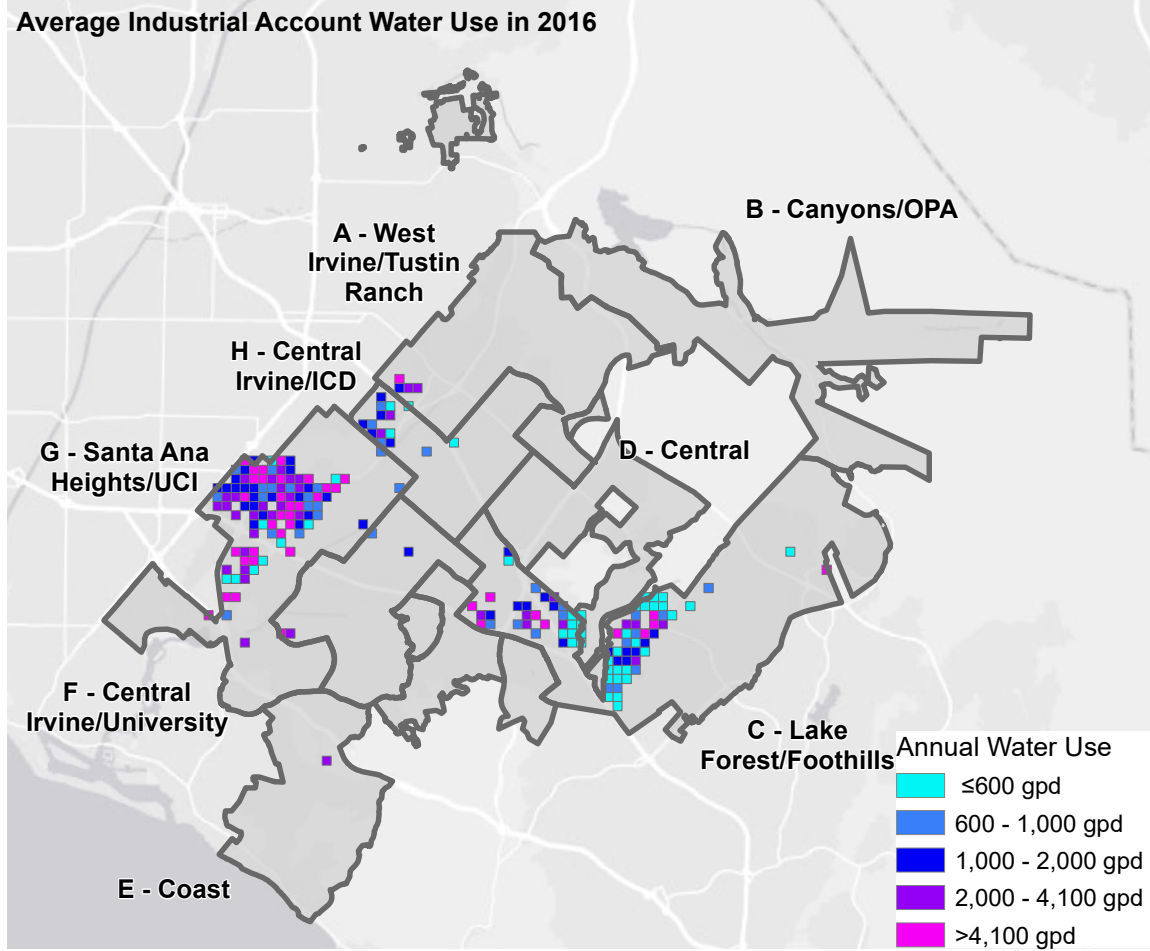 Average Industrial Account Water Use in 2016
B - Canyons/OPA
A - West
Irvine/Tustin
Ranch
H - Central
Irvine/ICD
G - Santa Ana
Heights/UCI
D - Central
F - Central
Irvine/University
C - Lake
Forest/Foothills
E - Coast
Annual Water Use
≤600 gpd
600 - 1,000 gpd
1,000 - 2,000 gpd
2,000 - 4,100 gpd
>4,100 gpd